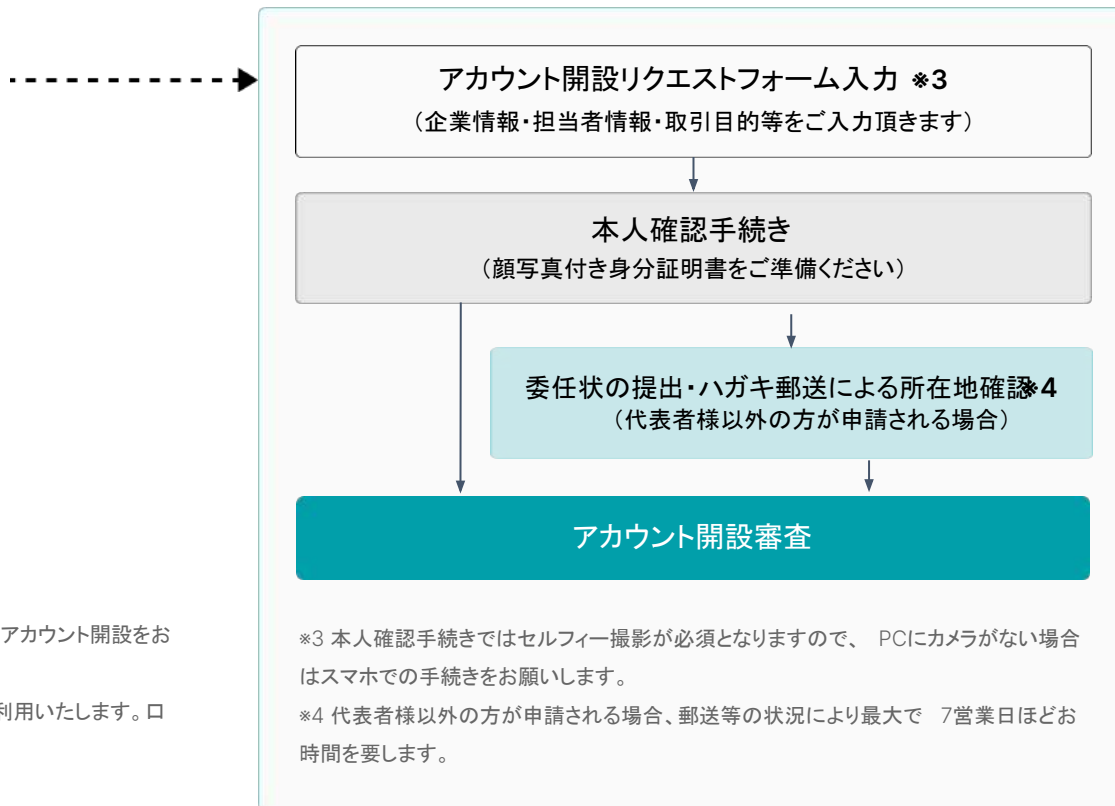 アカウント開設リクエストフォーム入力 ※3
（企業情報・担当者情報・取引目的等をご入力頂きます）
本人確認手続き
（顔写真付き身分証明書をご準備ください）
委任状の提出・ハガキ郵送による所在地確認※4
（代表者様以外の方が申請される場合）
アカウント開設審査
アカウント開設をお
利用いたします。ロ
※3 本人確認手続きではセルフィー撮影が必須となりますので、 PCにカメラがない場合
はスマホでの手続きをお願いします。
※4 代表者様以外の方が申請される場合、郵送等の状況により最大で 7営業日ほどお
時間を要します。